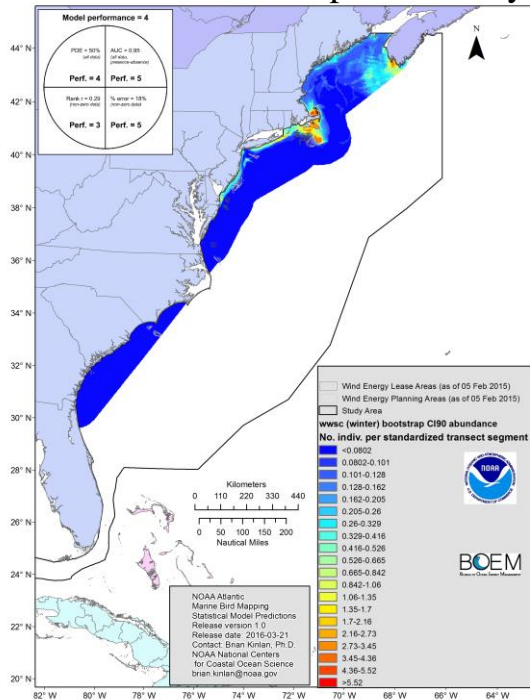 Model performance = 4
PDE = 50%
(all data)
Perf. = 4
AUC = 0.95
(all data,
presence-absence)
Perf. = 5
Rank r = 0.29
(non-zero data)
Perf. = 3
% error = 18%
(non-zero data)
Perf. = 5
N
44° N
42° N
40° N
38° N
36° N
34° N
32° N
30° N
28° N
26° N
24° N
22° N
20° N
Kilometers
0 110 220 330 440
0 50 100 150 200
Nautical Miles
NOAA Atlantic
Marine Bird Mapping
Statistical Model Predictions
Release version 1.0
Release date: 2016-03-21
Contact: Brian Kinlan, Ph.D.
NOAA National Centers
for Coastal Ocean Science
brian.kinlan@noaa.gov
Wind Energy Lease Areas (as of 05 Feb 2015)
Wind Energy Planning Areas (as of 05 Feb 2015)
Study Area
wwsc (winter) bootstrap CI90 abundance
No. indiv. per standardized transect segment
<0.0802
0.0802-0.101
0.101-0.128
0.128-0.162
0.162-0.205
0.205-0.26
0.26-0.329
0.329-0.416
0.416-0.526
0.526-0.665
0.665-0.842
0.842-1.06
1.06-1.35
1.35-1.7
1.7-2.16
2.16-2.73
2.73-3.45
3.45-4.36
4.36-5.52
>5.52
NOAA
BOEM
82° W 80° W 78° W 76° W 74° W 72° W 70° W 68° W 66° W 64° W